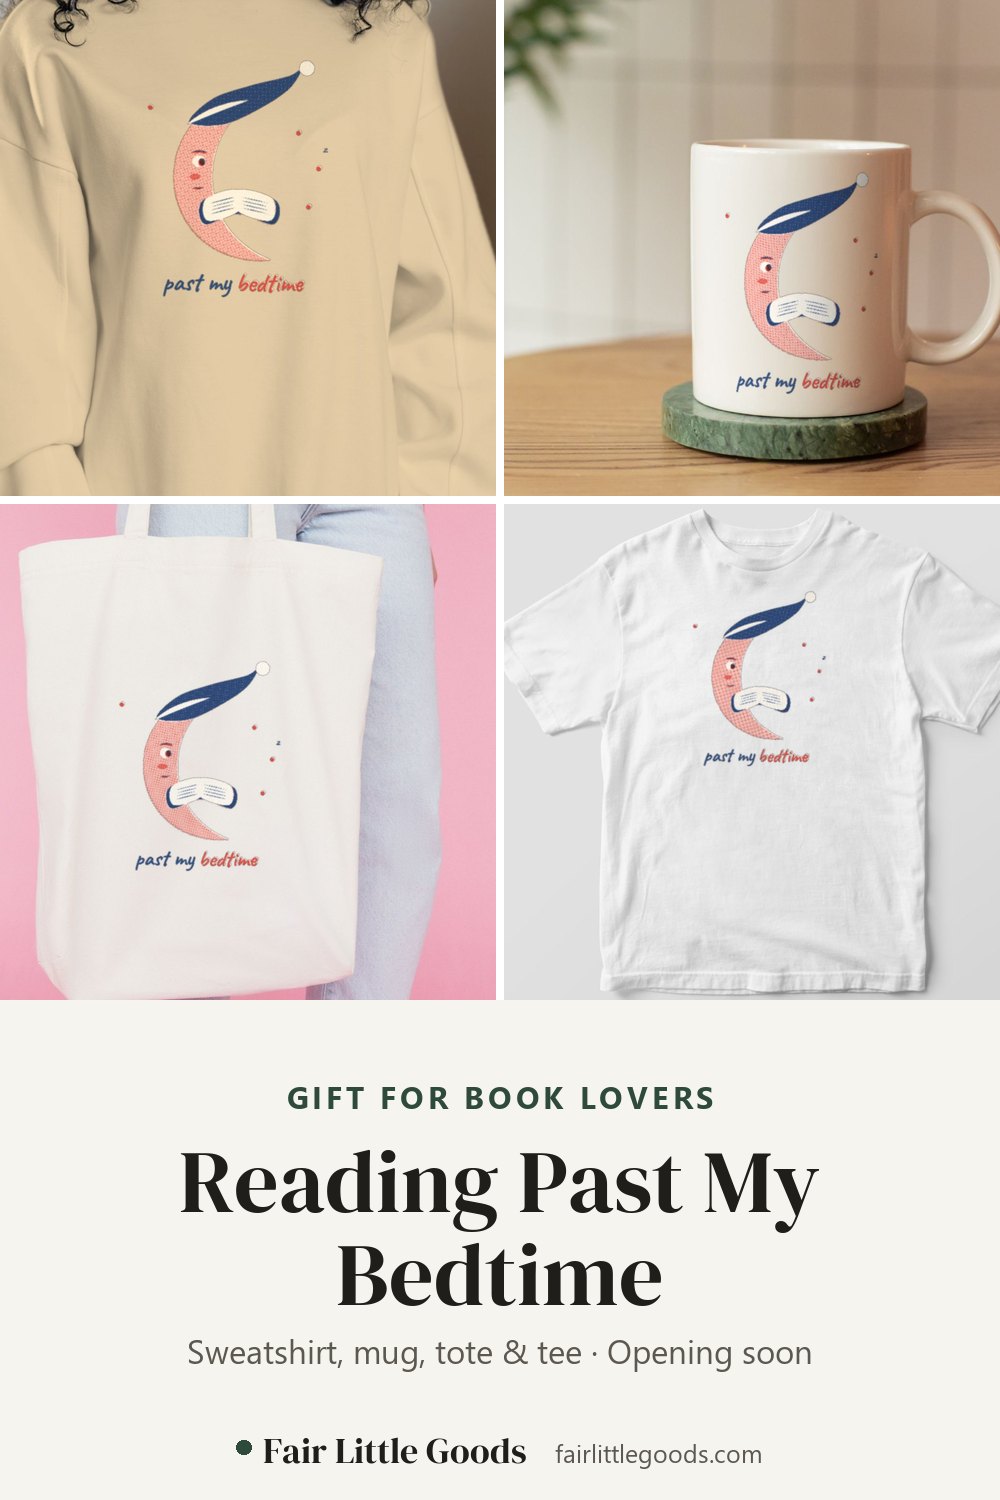 z
past my bedtime
z
past my bedtime
z
past my bedtime
z
past my bedtime
GIFT FOR BOOK LOVERS
Reading Past My
Bedtime
Sweatshirt, mug, tote & tee · Opening soon
Fair Little Goods
fairlittlegoods.com